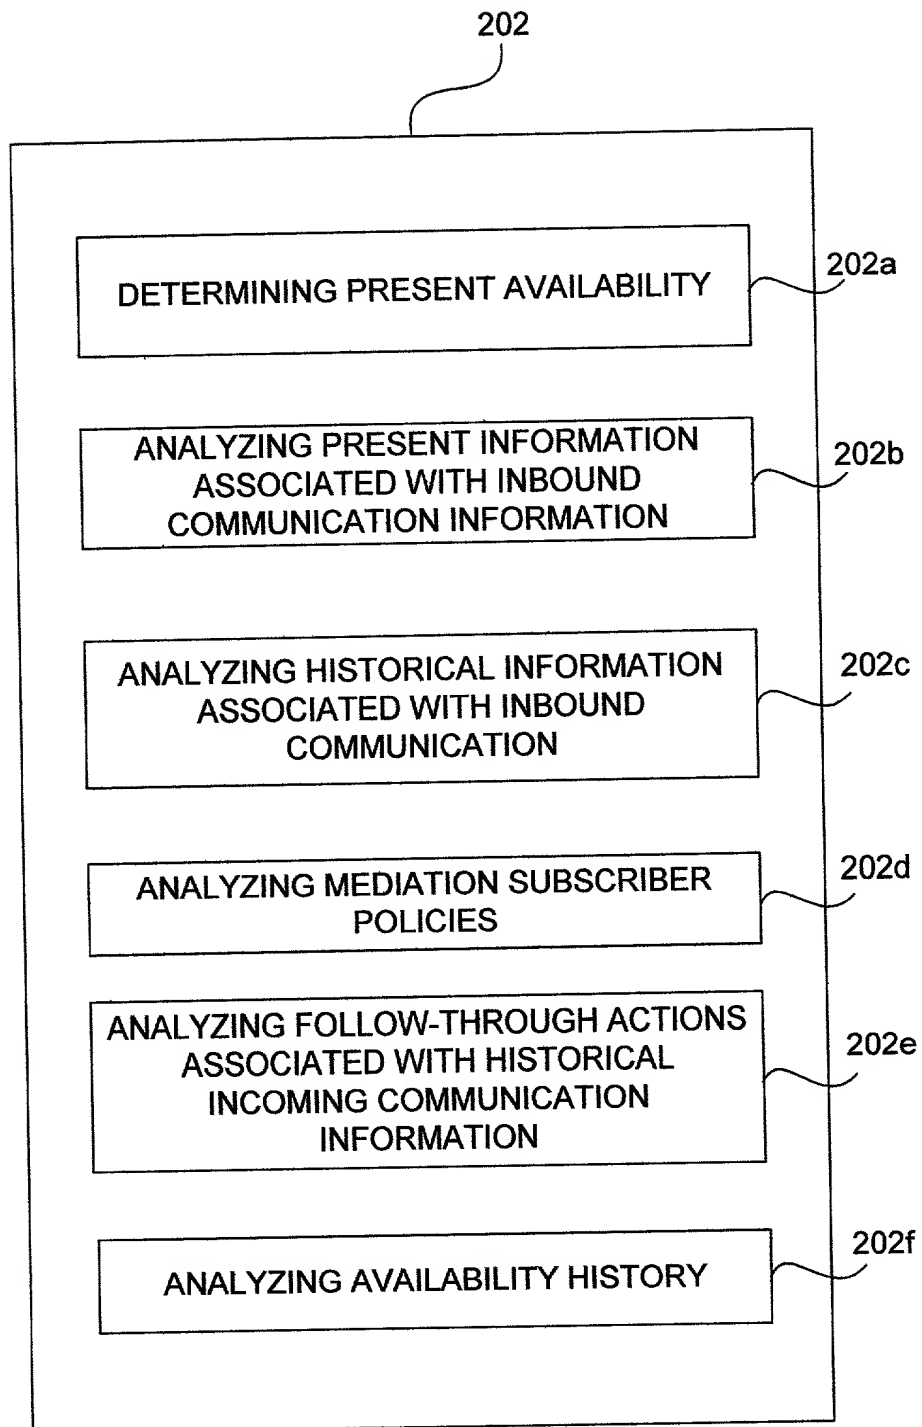 202
DETERMINING PRESENT AVAILABILITY
202a
ANALYZING PRESENT INFORMATION
ASSOCIATED WITH INBOUND
COMMUNICATION INFORMATION
202b
ANALYZING HISTORICAL INFORMATION
ASSOCIATED WITH INBOUND
COMMUNICATION
202c
ANALYZING MEDIATION SUBSCRIBER
POLICIES
202d
ANALYZING FOLLOW-THROUGH ACTIONS
ASSOCIATED WITH HISTORICAL
INCOMING COMMUNICATION
INFORMATION
202e
ANALYZING AVAILABILITY HISTORY
202f